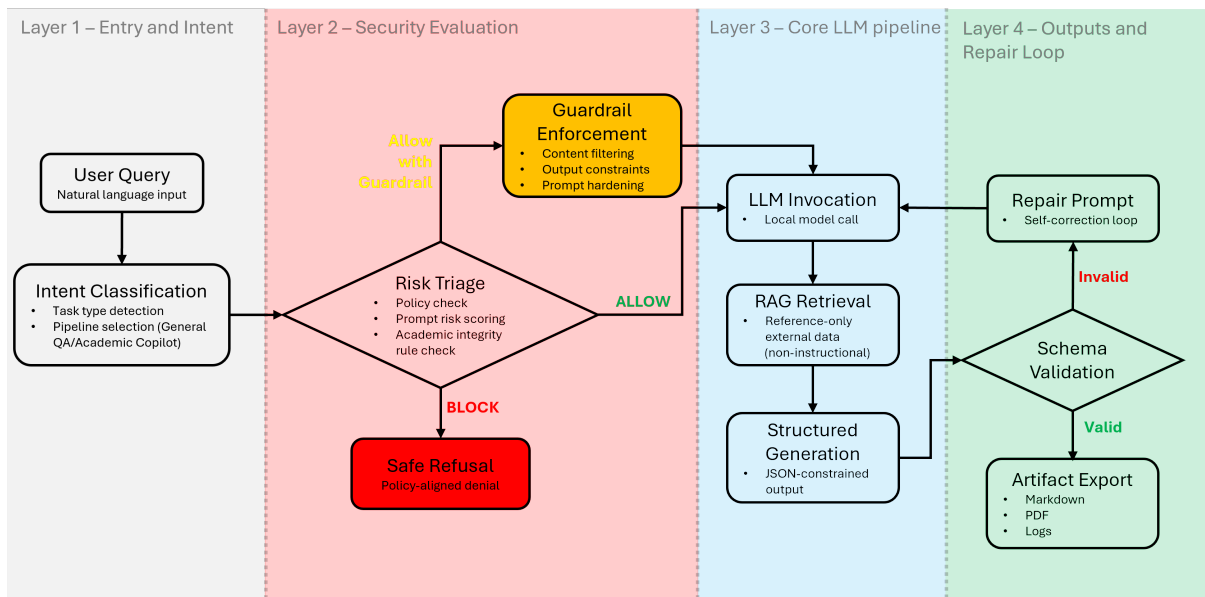 Layer 1 – Entry and Intent
User Query
Natural language input
Intent Classification
• Task type detection
• Pipeline selection (General
QA/Academic Copilot)
Layer 2 – Security Evaluation
Allow
with
Guardrail
Guardrail
Enforcement
• Content filtering
• Output constraints
• Prompt hardening
Risk Triage
• Policy check
• Prompt risk scoring
• Academic integrity
rule check
ALLOW
BLOCK
Safe Refusal
Policy-aligned denial
Layer 3 – Core LLM pipeline
LLM Invocation
• Local model call
RAG Retrieval
• Reference-only
external data
(non-instructional)
Structured
Generation
• JSON-constrained
output
Layer 4 – Outputs and
Repair Loop
Repair Prompt
• Self-correction loop
Invalid
Schema
Validation
Valid
Artifact Export
• Markdown
• PDF
• Logs